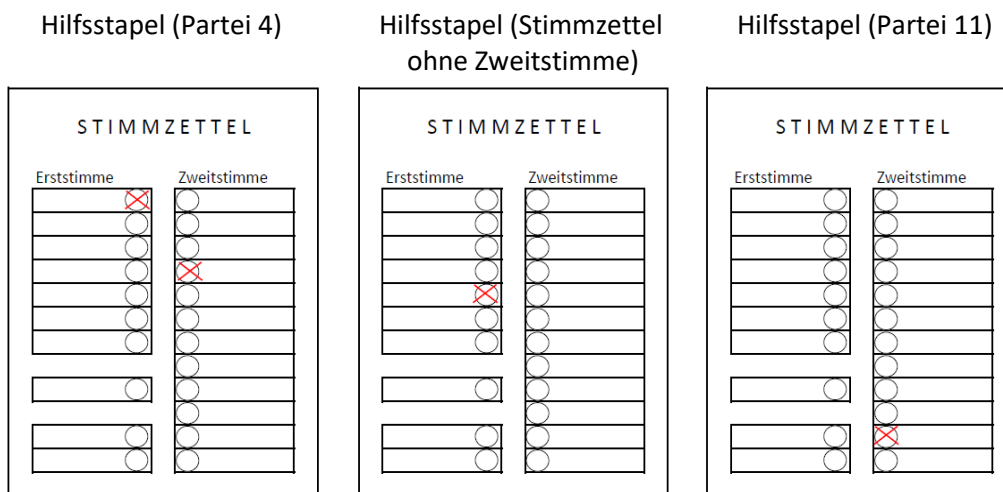 Hilfsstapel (Partei 4)
Hilfsstapel (Stimmzettel
ohne Zweitstimme)
Hilfsstapel (Partei 11)
STIMMZETTEL
Erststimme Zweitstimme
STIMMZETTEL
Erststimme Zweitstimme
STIMMZETTEL
Erststimme Zweitstimme